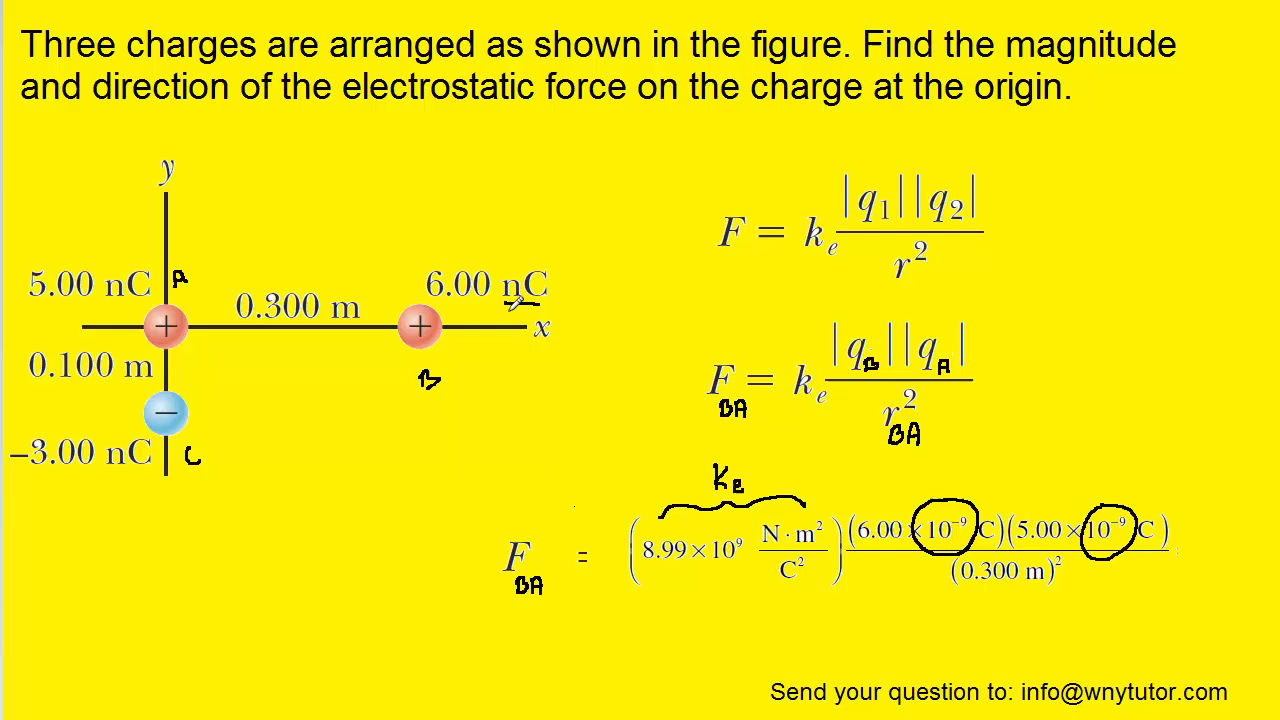 Three charges are arranged as shown in the figure. Find the magnitude
and direction of the electrostatic force on the charge at the origin.
y
5.00 nC
A
0.300 m
6.00 nC
+
+
x
0.100 m
B
−
−3.00 nC
C
F = k_e |q_1||q_2| / r^2
F_BA = k_e |q_B||q_A| / r^2_BA
K_e
F_BA = (8.99 × 10^9 N · m^2 / C^2) (6.00 × 10^−9 C)(5.00 × 10^−9 C) / (0.300 m)^2
Send your question to: info@wnytutor.com